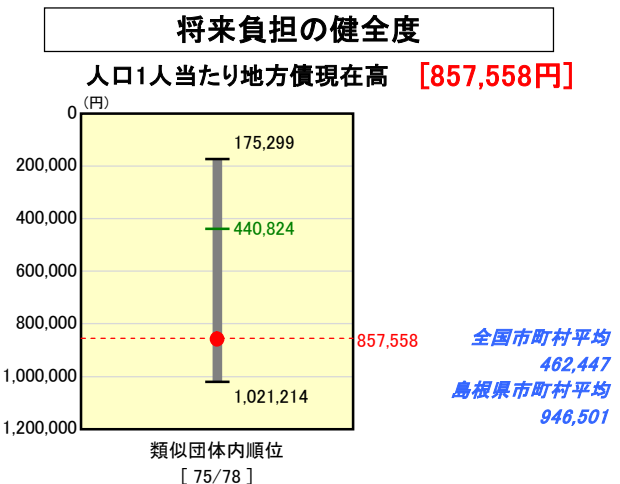 将来負担の健全度
人口1人当たり地方債現在高 [857,558円]
(円)
0
175,299
200,000
400,000
440,824
600,000
800,000
857,558
全国市町村平均
462,447
1,000,000
島根県市町村平均
1,021,214
946,501
1,200,000
類似団体内順位
[ 75/78 ]